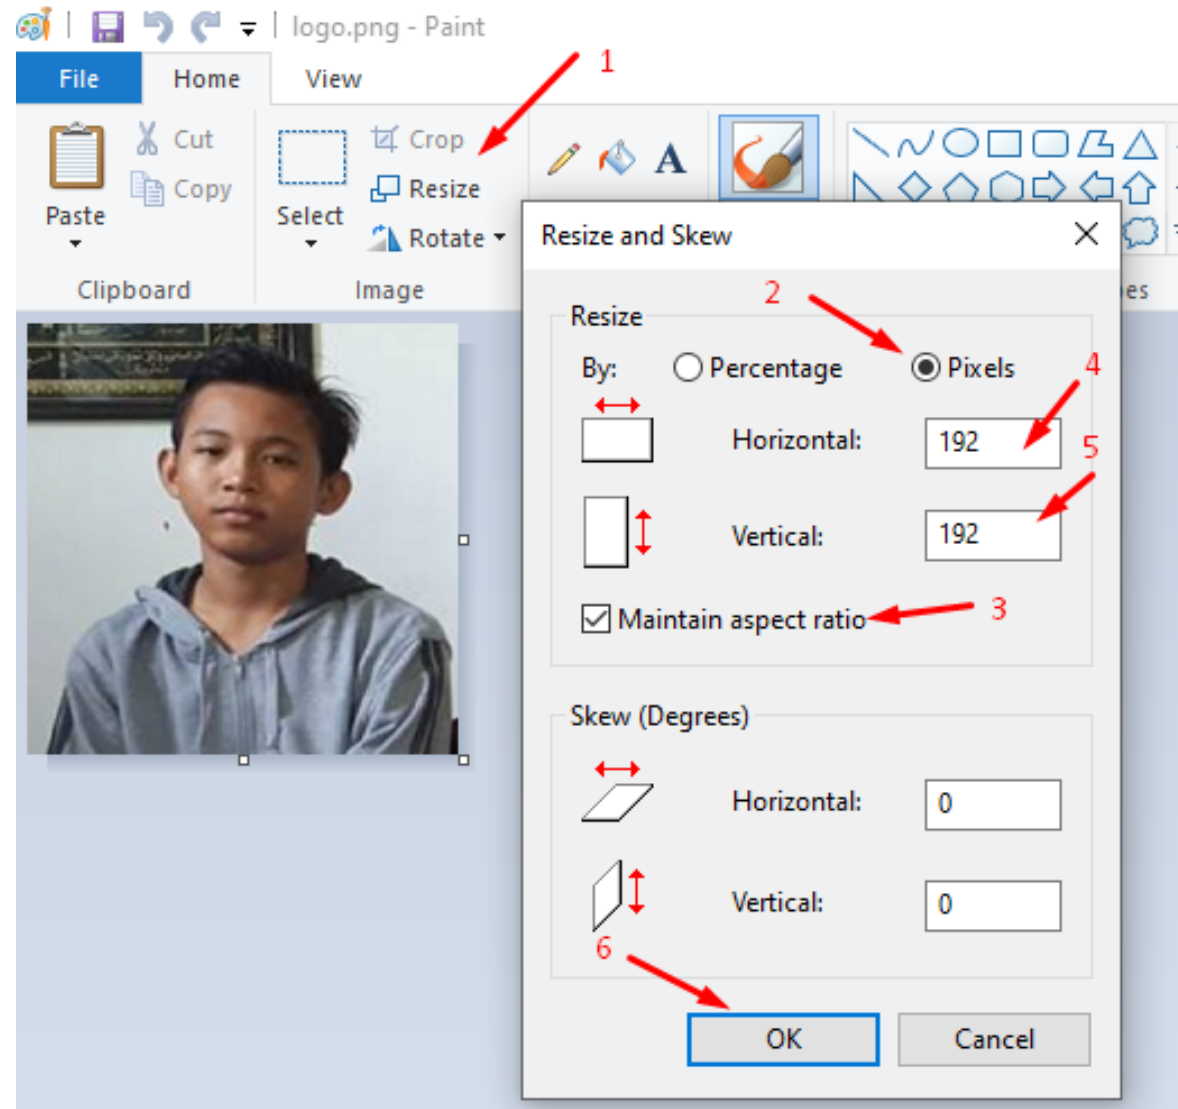 logo.png - Paint
1
File Home View
Cut
Crop
Copy
Resize
Paste
Select
Rotate
A
Clipboard
Image
es
Resize and Skew
2
Resize
By: Percentage Pixels
4
Horizontal: 192
5
Vertical: 192
Maintain aspect ratio
3
Skew (Degrees)
Horizontal: 0
Vertical: 0
6
OK Cancel